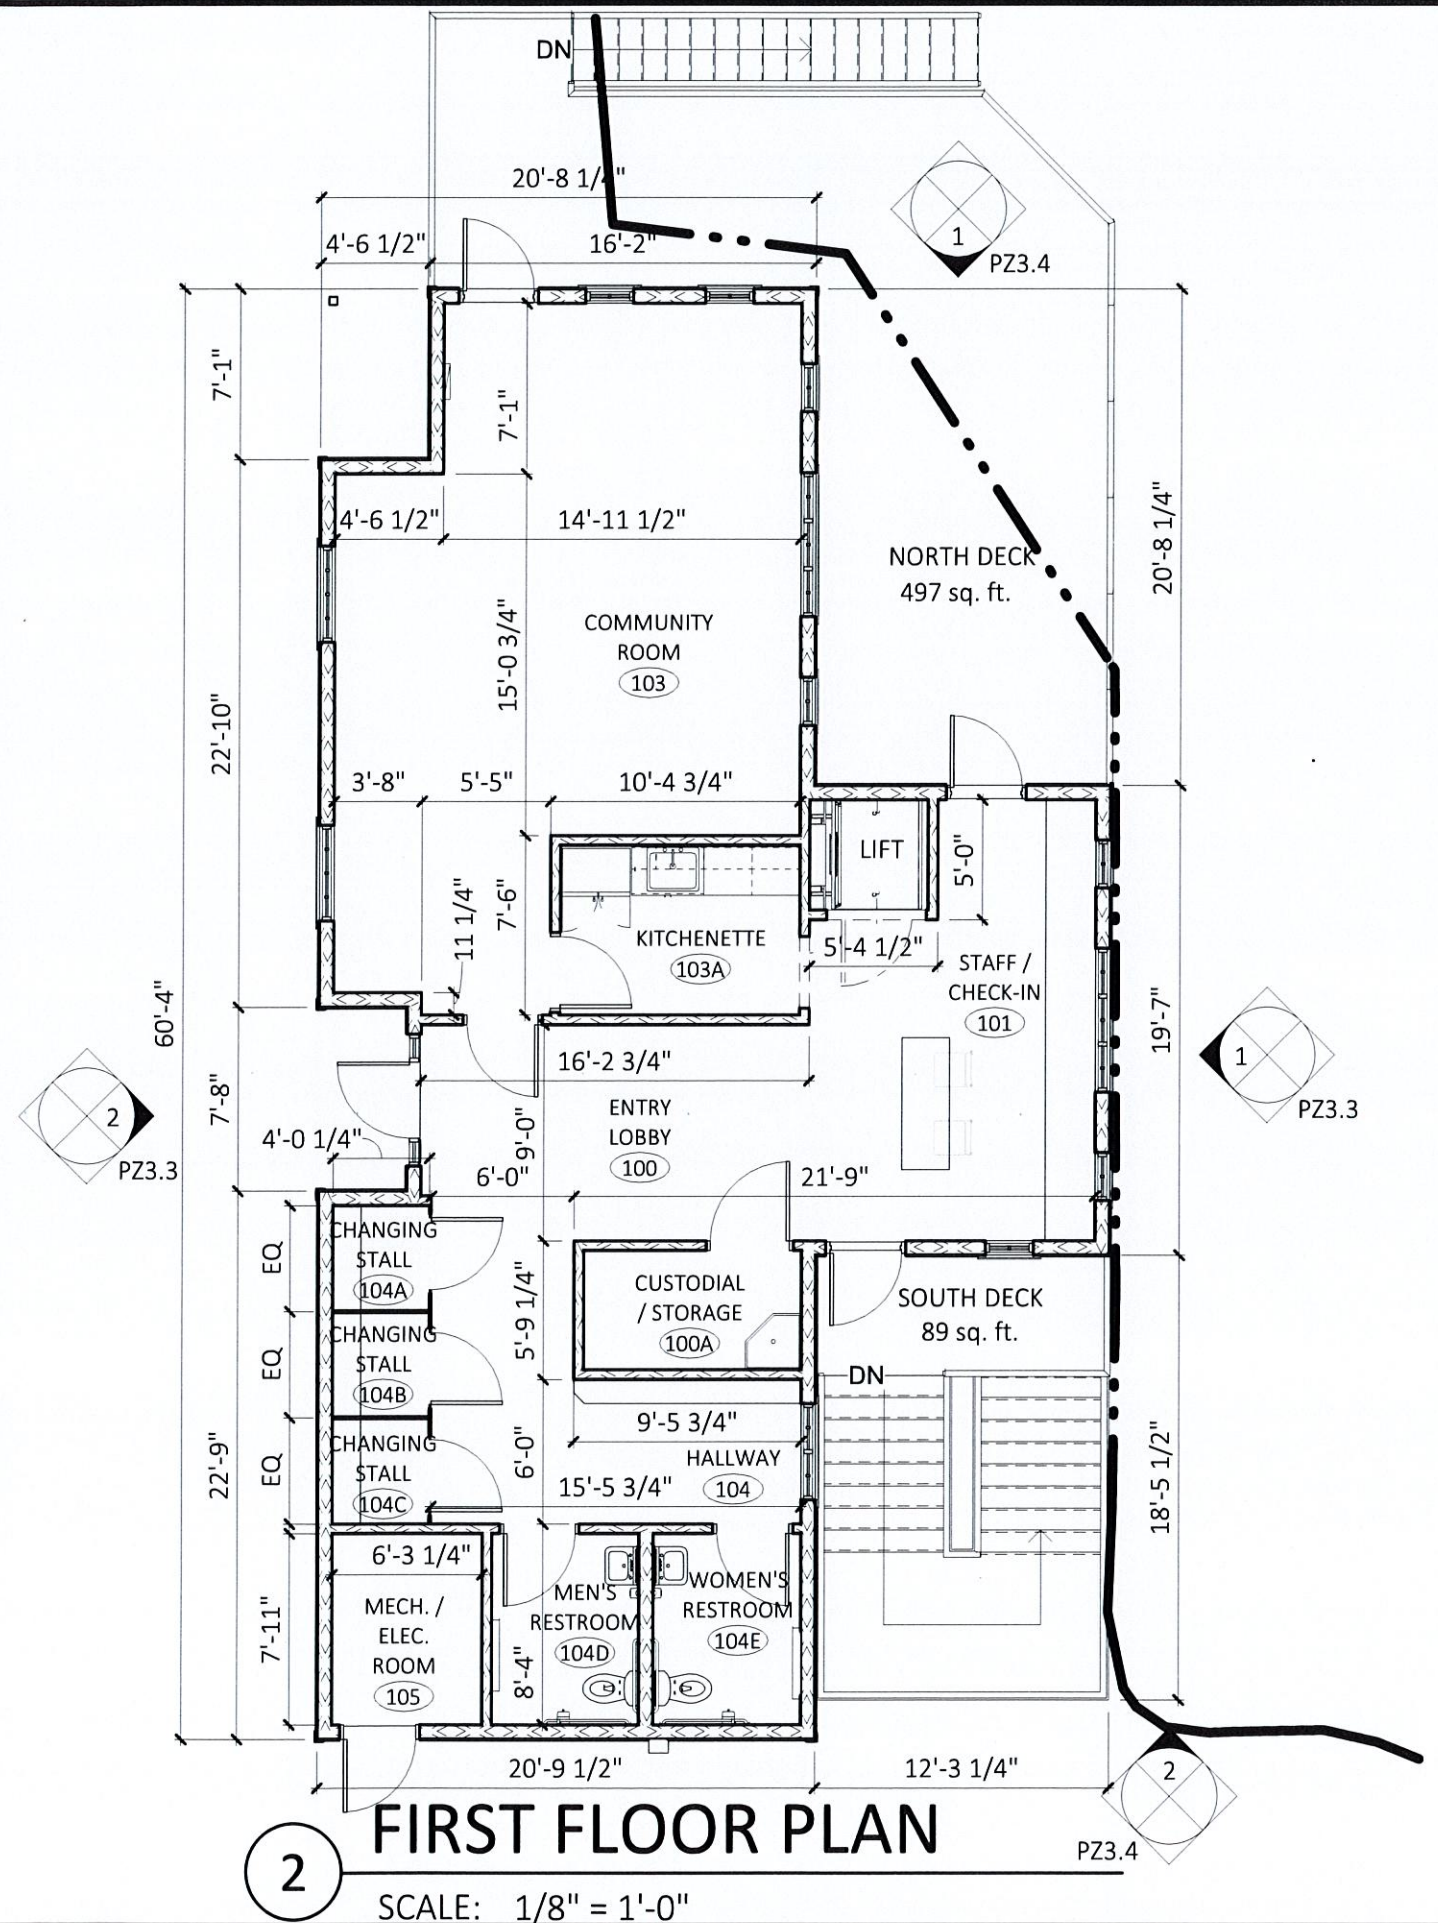 DN
20'-8 1/4"
4'-6 1/2"
16'-2"
1
PZ3.4
7'-1"
7'-1"
4'-6 1/2"
14'-11 1/2"
20'-8 1/4"
NORTH DECK
497 sq. ft.
COMMUNITY
ROOM
103
15'-0 3/4"
22'-10"
3'-8"
5'-5"
10'-4 3/4"
LIFT
5'-0"
7'-6"
11 1/4"
KITCHENETTE
103A
5'-4 1/2"
STAFF /
CHECK-IN
101
60'-4"
19'-7"
16'-2 3/4"
1
PZ3.3
7'-8"
2
PZ3.3
ENTRY
LOBBY
100
9'-0"
4'-0 1/4"
6'-0"
21'-9"
CHANGING
STALL
104A
EQ
CUSTODIAL
/ STORAGE
100A
5'-9 1/4"
SOUTH DECK
89 sq. ft.
CHANGING
STALL
104B
EQ
DN
9'-5 3/4"
CHANGING
STALL
104C
EQ
6'-0"
HALLWAY
104
15'-5 3/4"
22'-9"
18'-5 1/2"
6'-3 1/4"
MECH. /
ELEC.
ROOM
105
7'-11"
MEN'S
RESTROOM
104D
8'-4"
WOMEN'S
RESTROOM
104E
20'-9 1/2"
12'-3 1/4"
2
PZ3.4
2
FIRST FLOOR PLAN
SCALE: 1/8" = 1'-0"